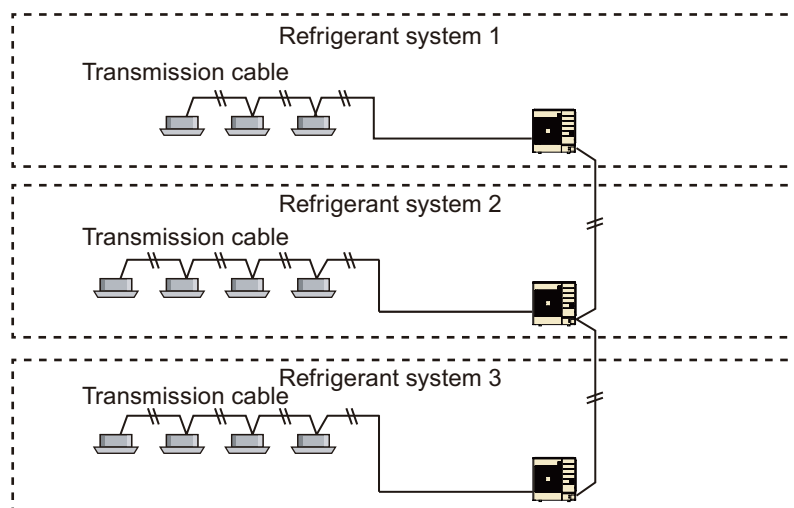 Refrigerant system 1
Transmission cable
Refrigerant system 2
Transmission cable
Refrigerant system 3
Transmission cable